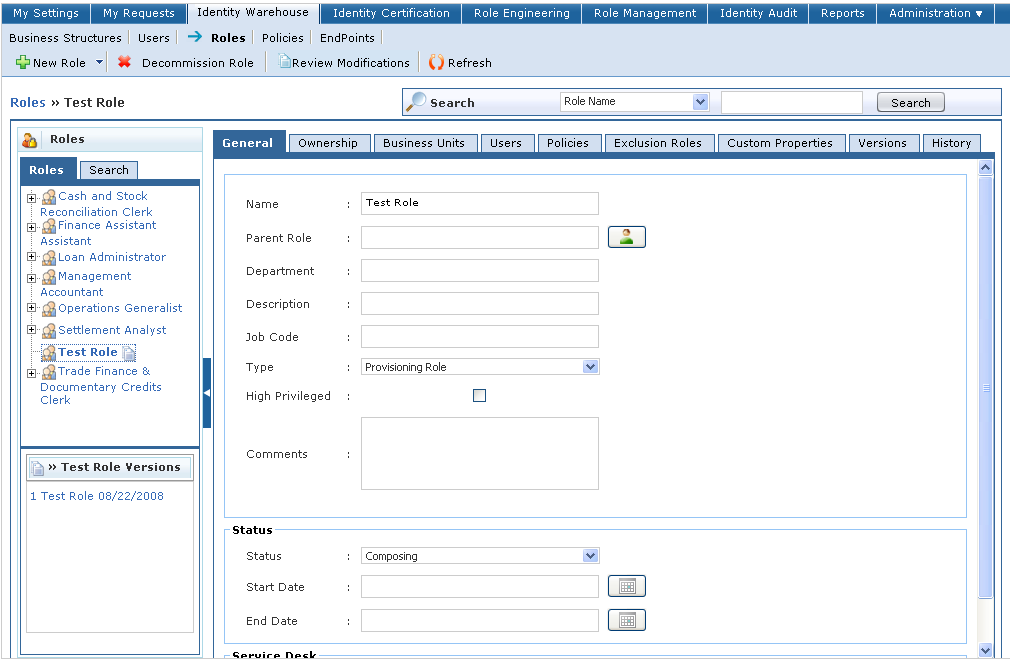 My Settings My Requests Identity Warehouse Identity Certification Role Engineering Role Management Identity Audit Reports Administration ▼
Business Structures Users Roles Policies EndPoints
New Role Decommission Role Review Modifications Refresh
Roles » Test Role
Search Role Name Search
Roles
Roles Search
Cash and Stock
Reconciliation Clerk
Finance Assistant
Assistant
Loan Administrator
Management
Accountant
Operations Generalist
Settlement Analyst
Test Role
Trade Finance &
Documentary Credits
Clerk
» Test Role Versions
1 Test Role 08/22/2008
General Ownership Business Units Users Policies Exclusion Roles Custom Properties Versions History
Name : Test Role
Parent Role :
Department :
Description :
Job Code :
Type : Provisioning Role
High Privileged :
Comments :
Status
Status : Composing
Start Date :
End Date :
Service Desk